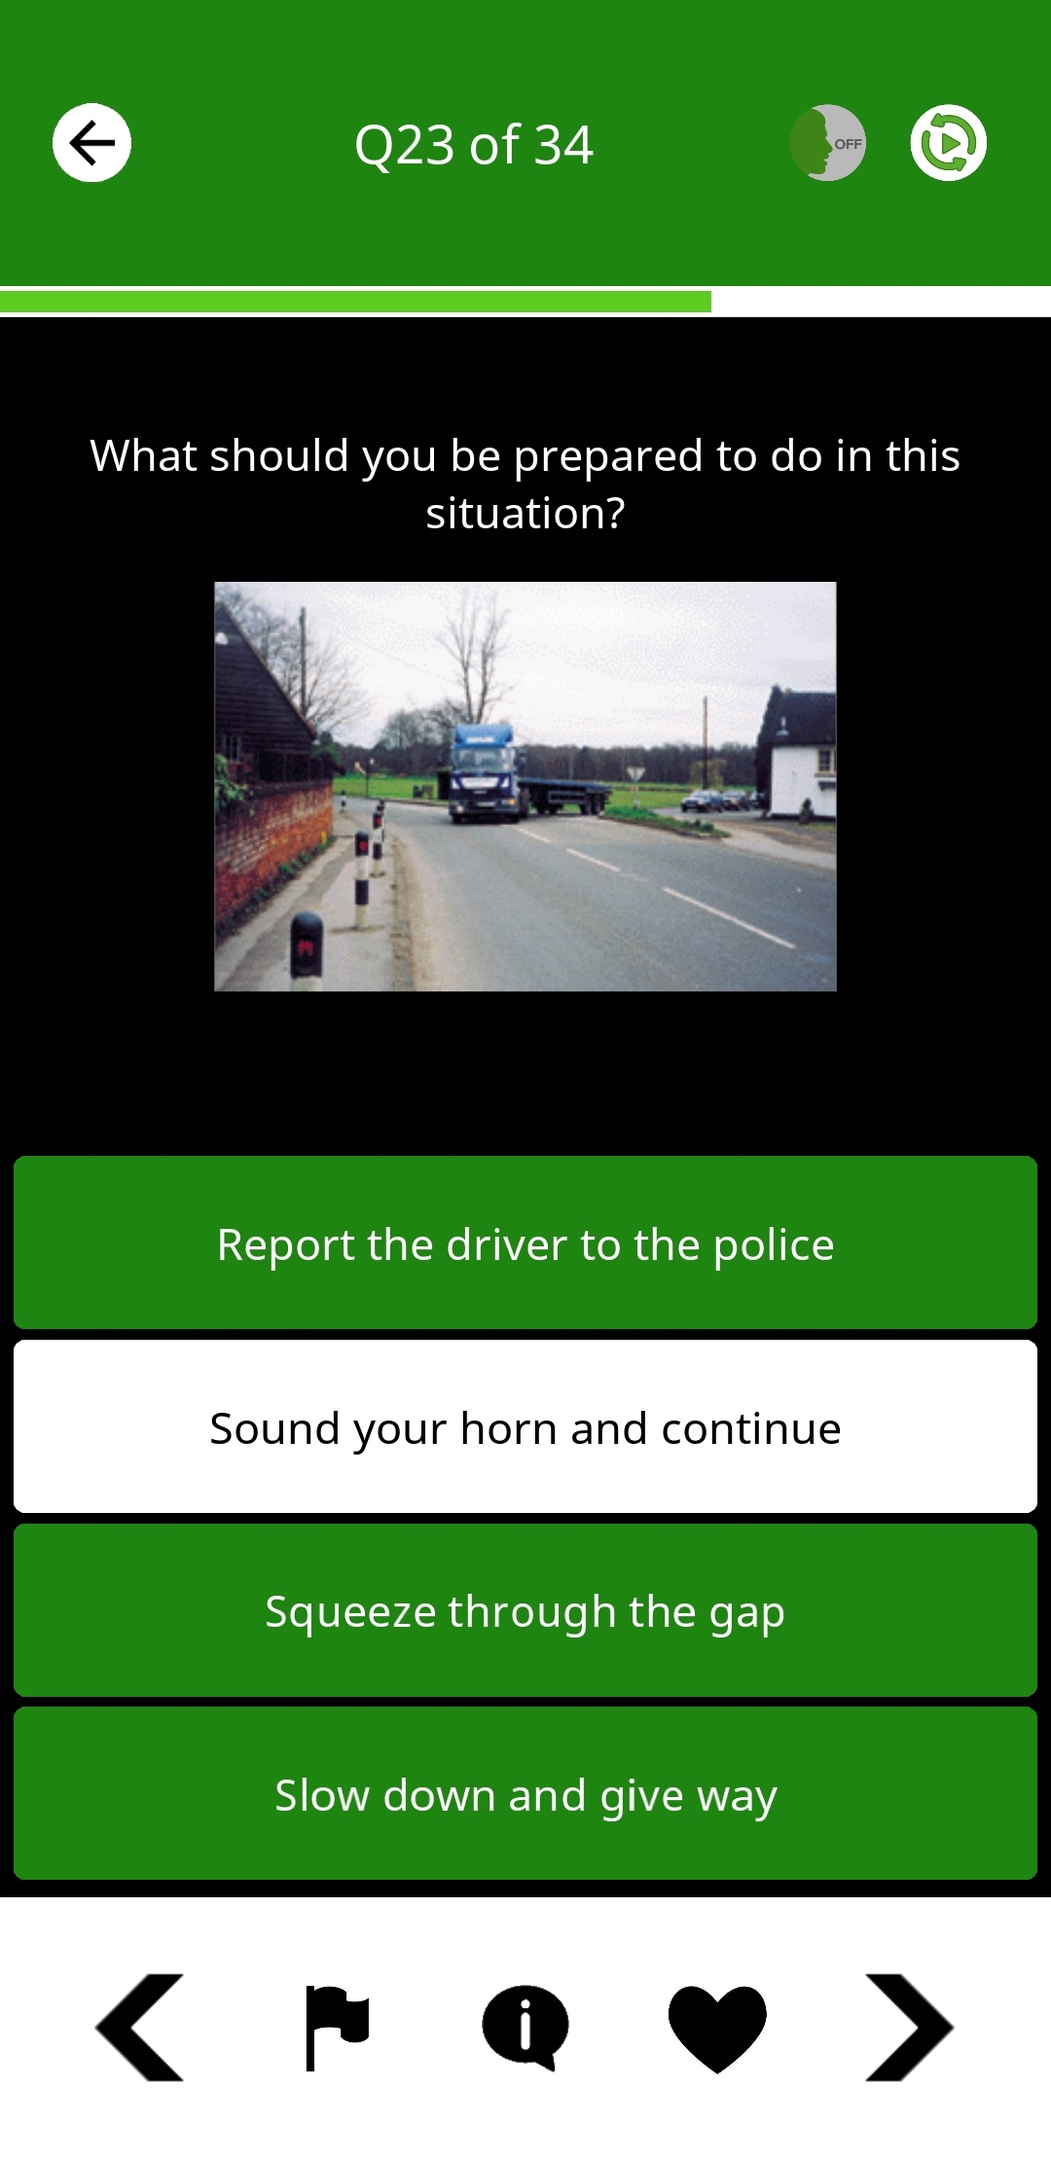 Q23 of 34
OFF
What should you be prepared to do in this
situation?
Report the driver to the police
Sound your horn and continue
Squeeze through the gap
Slow down and give way